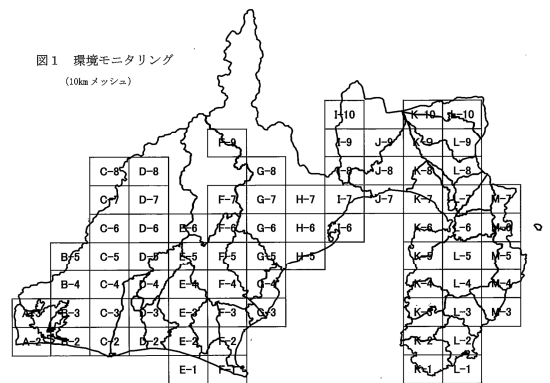 図1 環境モニタリング
(10kmメッシュ)
I-10 K-10 L-10
F-9 I-9 J-9 K-9 L-9
C-8 D-8 G-8 I-8 J-8 K-8 L-8
C-7 D-7 F-7 G-7 H-7 I-7 J-7 K-7 L-7 M-7
C-6 D-6 E-6 F-6 G-6 H-6 I-6 K-6 L-6 M-6
B-5 C-5 D-5 E-5 F-5 G-5 H-5 K-5 L-5 M-5
B-4 C-4 D-4 E-4 F-4 G-4 K-4 L-4 M-4
A-3 B-3 C-3 D-3 E-3 F-3 G-3 K-3 L-3 M-3
A-2 B-2 C-2 D-2 E-2 F-2 K-2 L-2
E-1 F-1 K-1 L-1